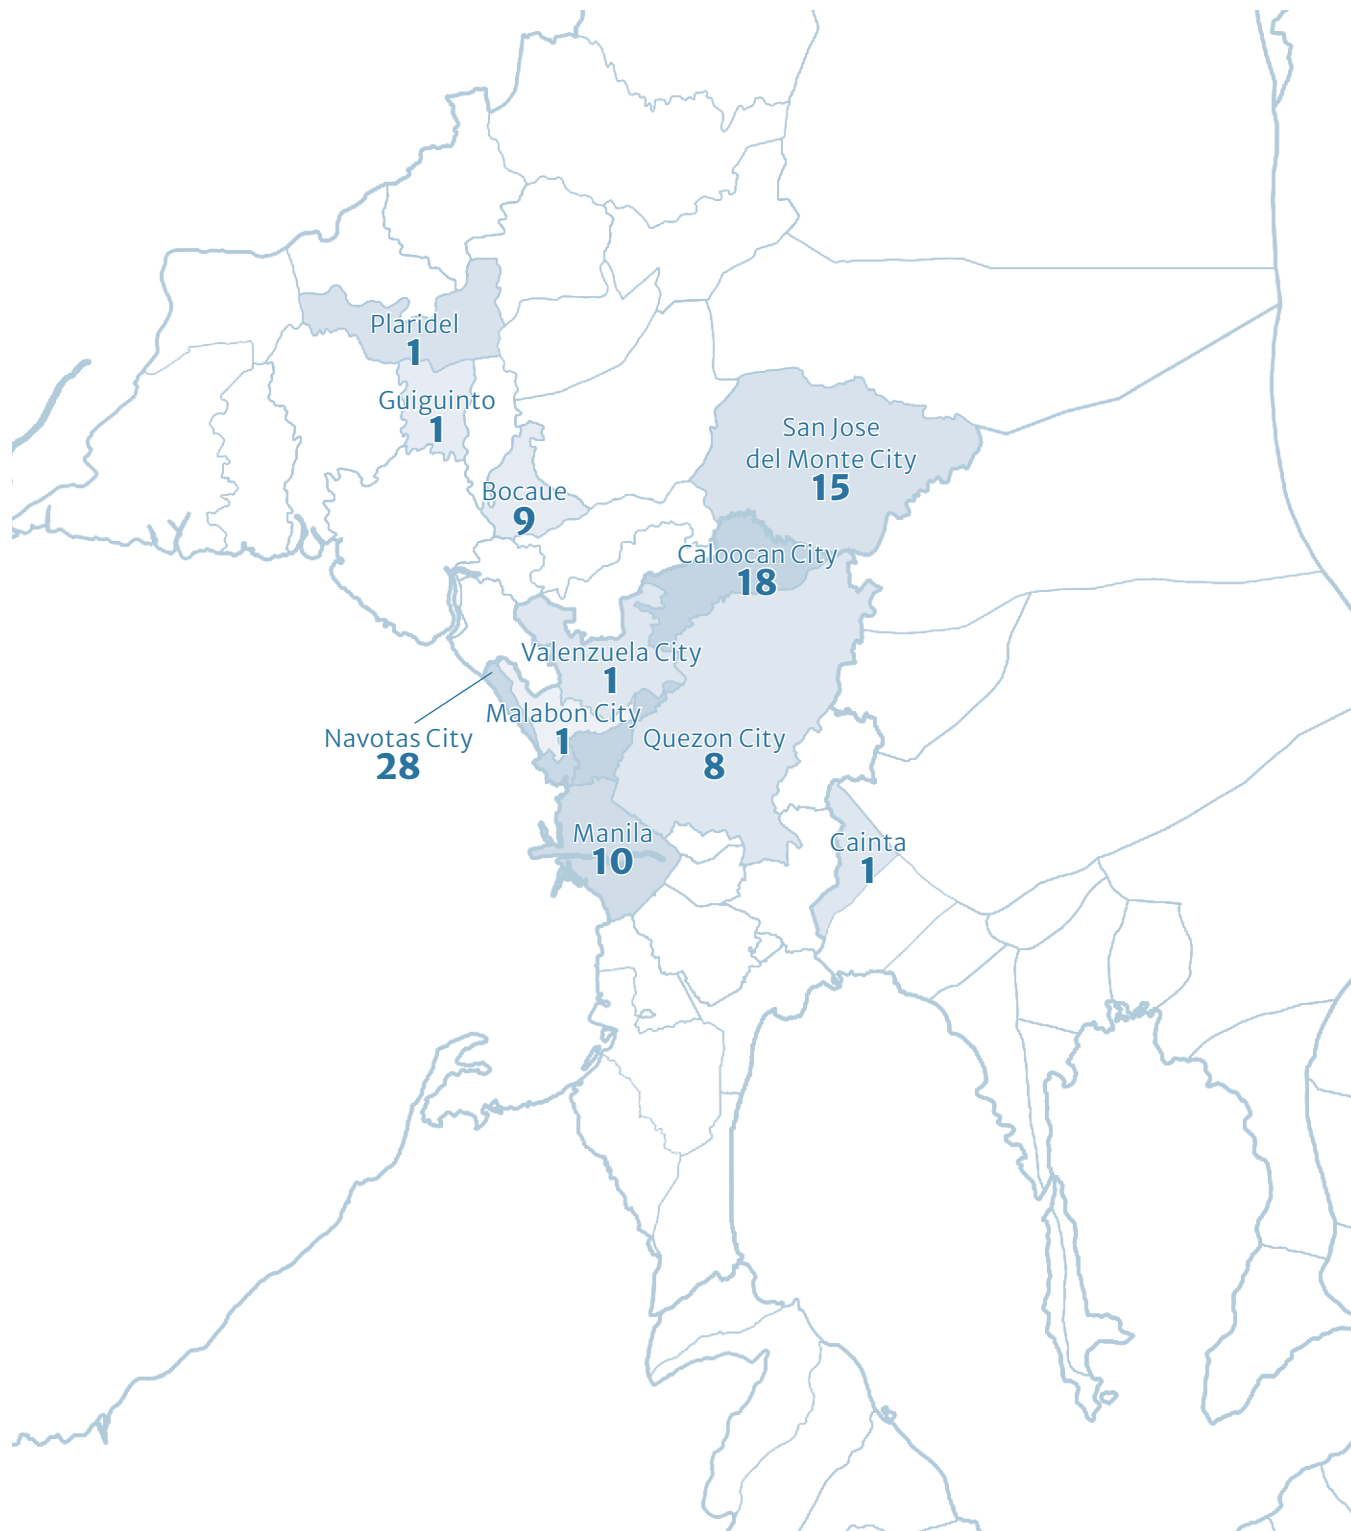 Plaridel
1
Guiguinto
1
San Jose
del Monte City
15
Bocaue
9
Caloocan City
18
Valenzuela City
1
Malabon City
1
Navotas City
28
Quezon City
8
Manila
10
Cainta
1